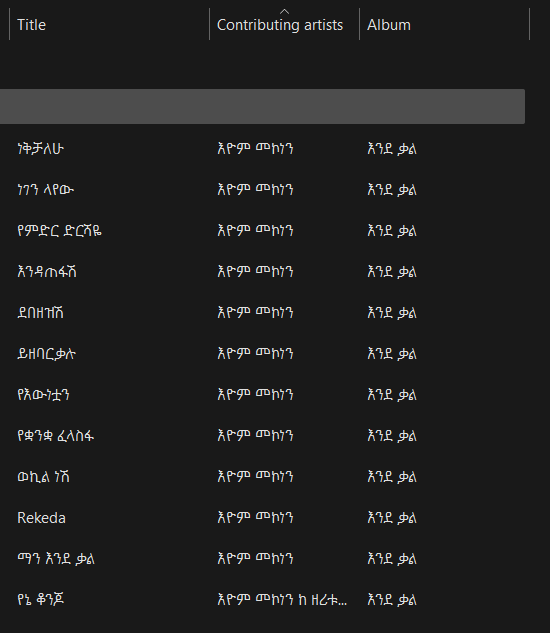 Title Contributing artists Album
ነቅቻለሁ እዮም መኮነን እንደ ቃል
ነገን ላየው እዮም መኮነን እንደ ቃል
የምድር ድርሻዬ እዮም መኮነን እንደ ቃል
እንዳጠፋሽ እዮም መኮነን እንደ ቃል
ደበዘዝሽ እዮም መኮነን እንደ ቃል
ይዘባርቃሉ እዮም መኮነን እንደ ቃል
የእውነቷን እዮም መኮነን እንደ ቃል
የቋንቋ ፈላስፋ እዮም መኮነን እንደ ቃል
ወኪል ነሽ እዮም መኮነን እንደ ቃል
Rekeda እዮም መኮነን እንደ ቃል
ማን እንደ ቃል እዮም መኮነን እንደ ቃል
የኔ ቆንጆ እዮም መኮነን ከ ዘሪቱ... እንደ ቃል